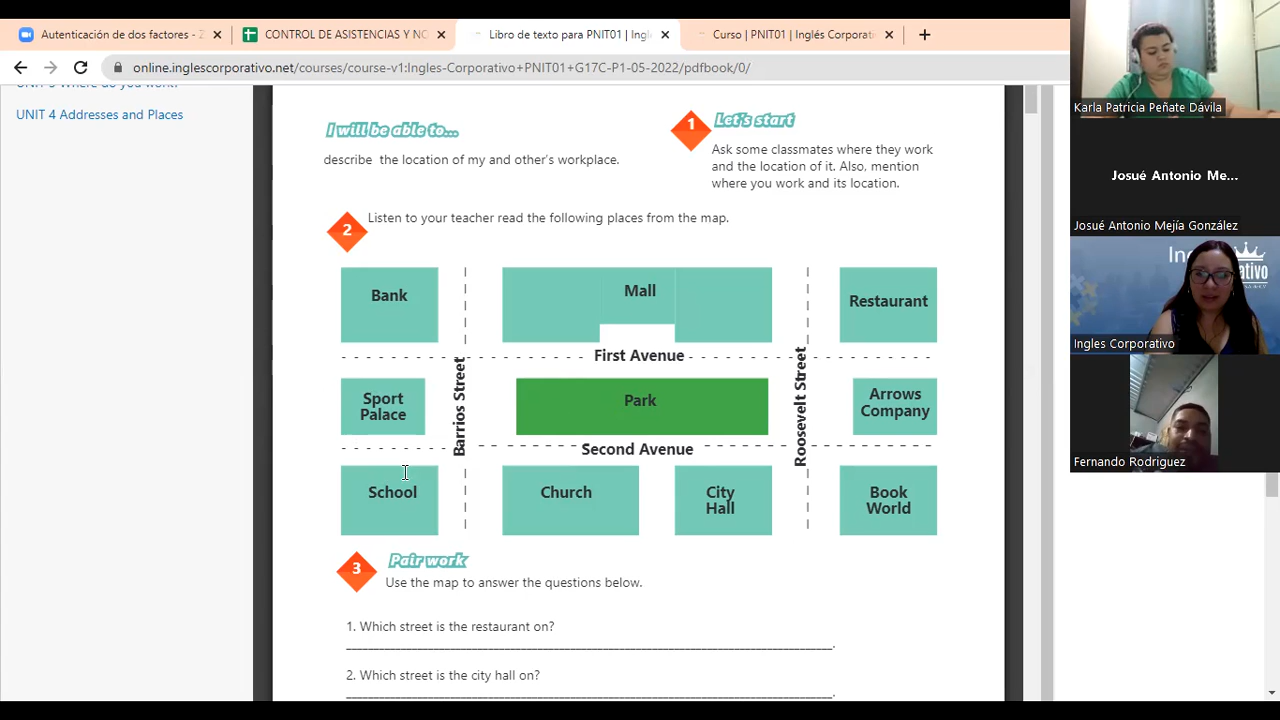 Autenticación de dos factores - Z
CONTROL DE ASISTENCIAS Y NO
Libro de texto para PNIT01 | Ingl
Curso | PNIT01 | Inglés Corporati
online.inglescorporativo.net/courses/course-v1:Ingles-Corporativo+PNIT01+G17C-P1-05-2022/pdfbook/0/
UNIT 4 Addresses and Places
I will be able to...
describe the location of my and other's workplace.
1
Let's start
Ask some classmates where they work
and the location of it. Also, mention
where you work and its location.
2
Listen to your teacher read the following places from the map.
Bank
Mall
Restaurant
First Avenue
Barrios Street
Roosevelt Street
Sport
Palace
Park
Arrows
Company
Second Avenue
School
Church
City
Hall
Book
World
3
Pair work
Use the map to answer the questions below.
1. Which street is the restaurant on?
2. Which street is the city hall on?
Karla Patricia Peñate Dávila
Josué Antonio Me...
Josué Antonio Mejía González
Ingles Corporativo
Fernando Rodriguez